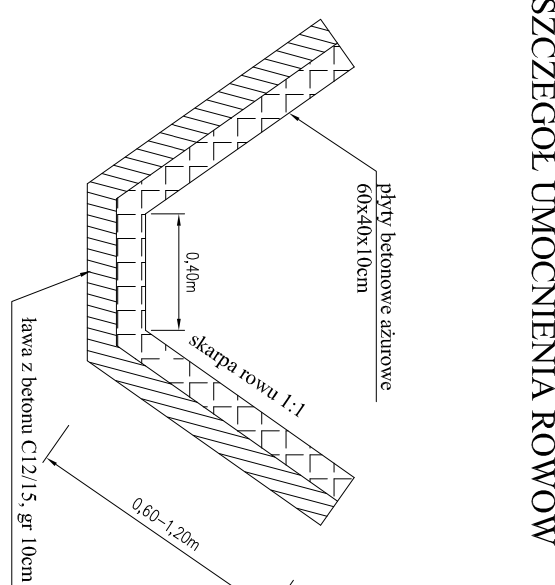 SZCZEGÓŁ UMOCNIENIA ROWÓW
płyty betonowe ażurowe
60x40x10cm
0,40m
skarpa rowu 1:1
0,60-1,20m
ława z betonu C12/15, gr 10cm